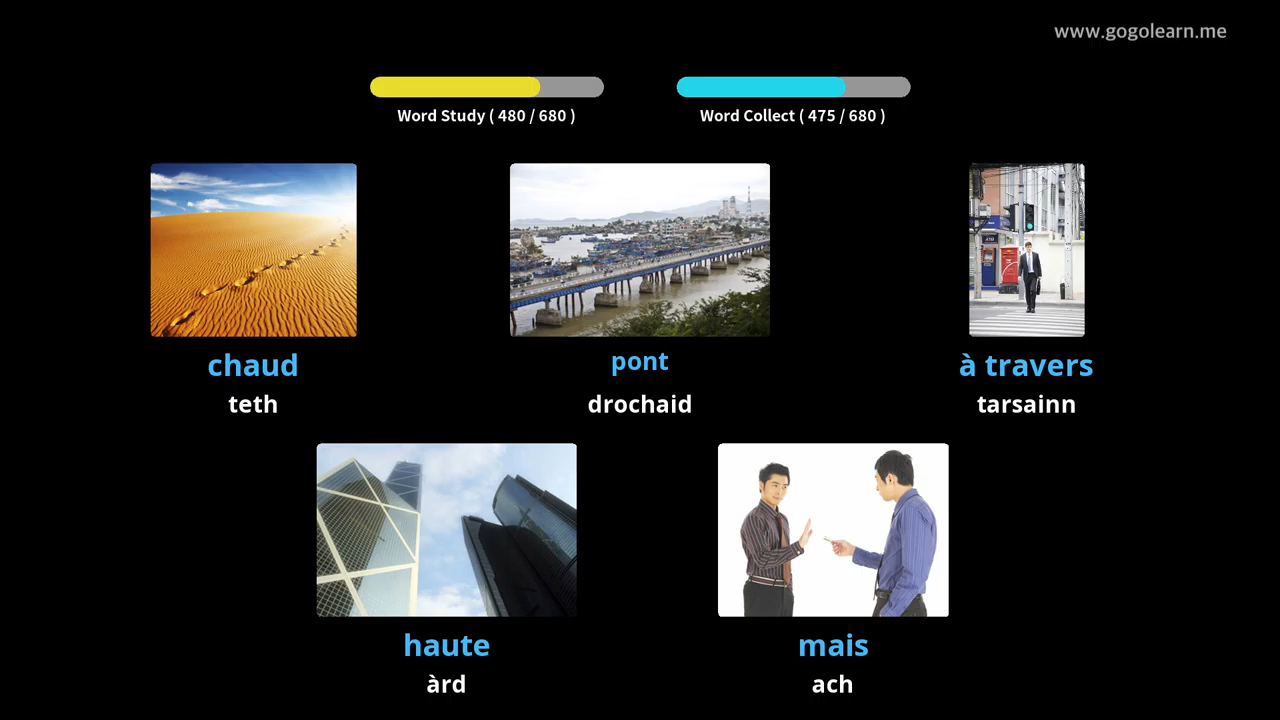 www.gogolearn.me
Word Study ( 480 / 680 )
Word Collect ( 475 / 680 )
chaud
teth
pont
drochaid
à travers
tarsainn
haute
àrd
mais
ach